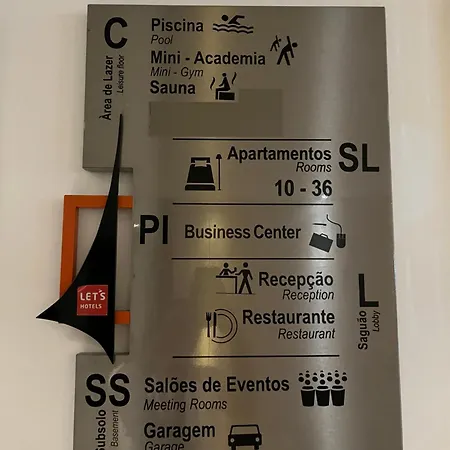 C
Área de Lazer
Leisure floor
Piscina
Pool
Mini - Academia
Mini - Gym
Sauna
Apartamentos
Rooms
10 - 36
SL
PI
Business Center
LET'S
HOTELS
Recepção
Reception
Restaurante
Restaurant
L
Saguão
Lobby
SS
Subsolo
Basement
Salões de Eventos
Meeting Rooms
Garagem
Garage